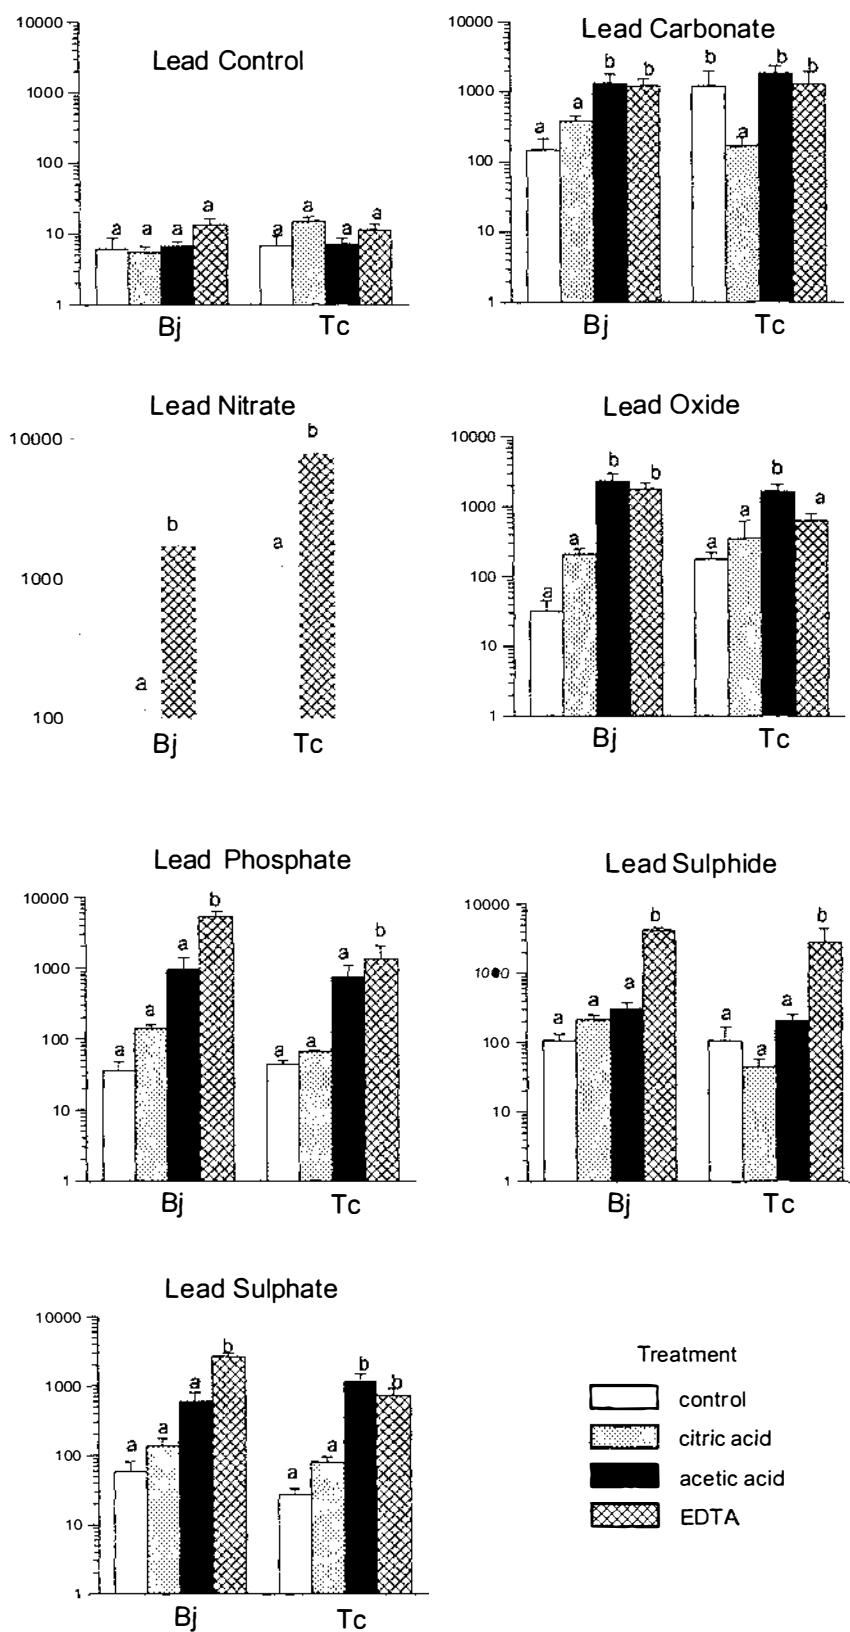 Lead Control
10000
1000
100
10
1
a a a a a a a a
Bj Tc
Lead Carbonate
10000
1000
100
10
1
a a b b b a b b
Bj Tc
Lead Nitrate
10000
1000
100
a b a b
Bj Tc
Lead Oxide
10000
1000
100
10
1
a a b b a a b a
Bj Tc
Lead Phosphate
10000
1000
100
10
1
a a a b a a a b
Bj Tc
Lead Sulphide
10000
100
10
1
a a a b a a a b
Bj Tc
Lead Sulphate
10000
1000
100
10
1
a a a b a a b b
Bj Tc
Treatment
control
citric acid
acetic acid
EDTA